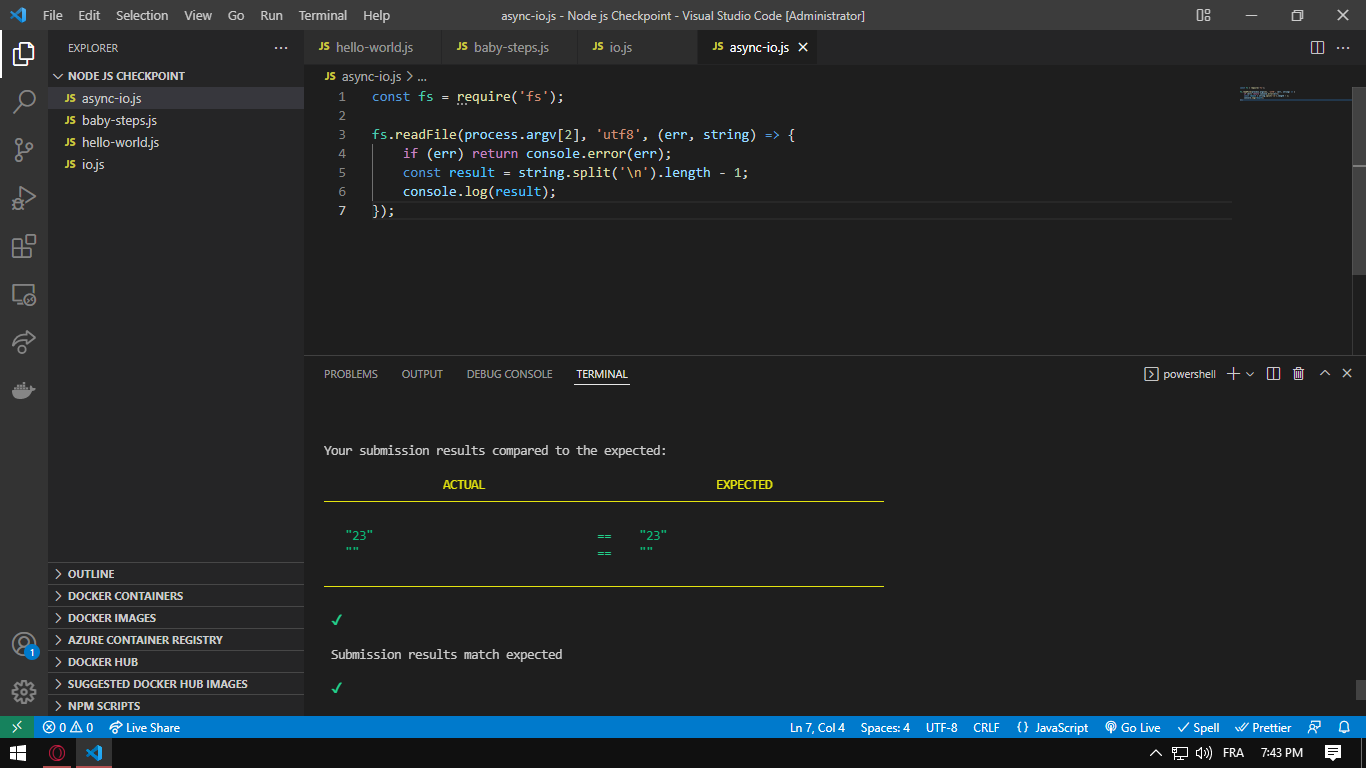 File Edit Selection View Go Run Terminal Help
async-io.js - Node js Checkpoint - Visual Studio Code [Administrator]
EXPLORER
NODE JS CHECKPOINT
JS async-io.js
JS baby-steps.js
JS hello-world.js
JS io.js
OUTLINE
DOCKER CONTAINERS
DOCKER IMAGES
AZURE CONTAINER REGISTRY
DOCKER HUB
SUGGESTED DOCKER HUB IMAGES
NPM SCRIPTS
1
JS hello-world.js JS baby-steps.js JS io.js JS async-io.js
JS async-io.js > ...
1 const fs = require('fs');
2
3 fs.readFile(process.argv[2], 'utf8', (err, string) => {
4 if (err) return console.error(err);
5 const result = string.split('\n').length - 1;
6 console.log(result);
7 });
PROBLEMS OUTPUT DEBUG CONSOLE TERMINAL
powershell
Your submission results compared to the expected:
ACTUAL EXPECTED
"23" == "23"
"" == ""
✔
Submission results match expected
✔
0 0 Live Share
Ln 7, Col 4 Spaces: 4 UTF-8 CRLF {} JavaScript Go Live Spell Prettier
FRA 7:43 PM